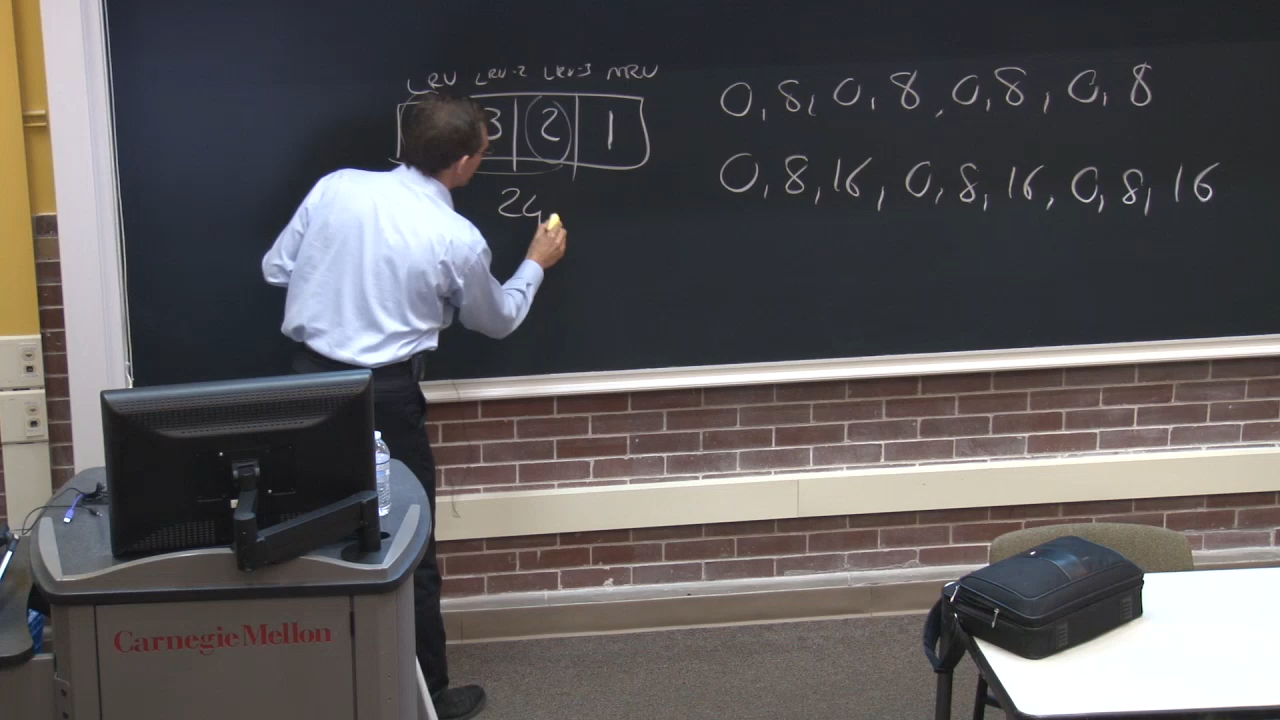 LRU LRU-2 LRU-3 MRU
3 2 1
24
0, 8, 0, 8, 0, 8, 0, 8
0, 8, 16, 0, 8, 16, 0, 8, 16
Carnegie Mellon